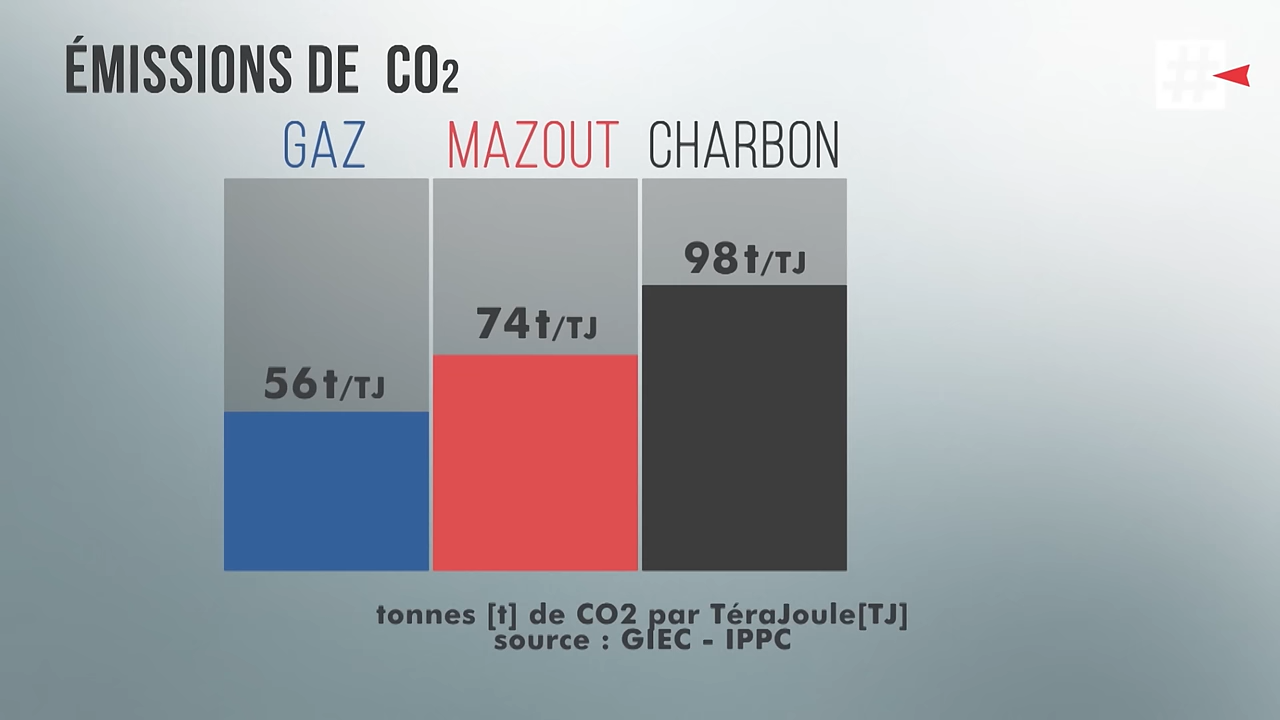 ÉMISSIONS DE CO2
GAZ MAZOUT CHARBON
98t/TJ
74t/TJ
56t/TJ
tonnes [t] de CO2 par TéraJoule[TJ]
source : GIEC - IPPC
#